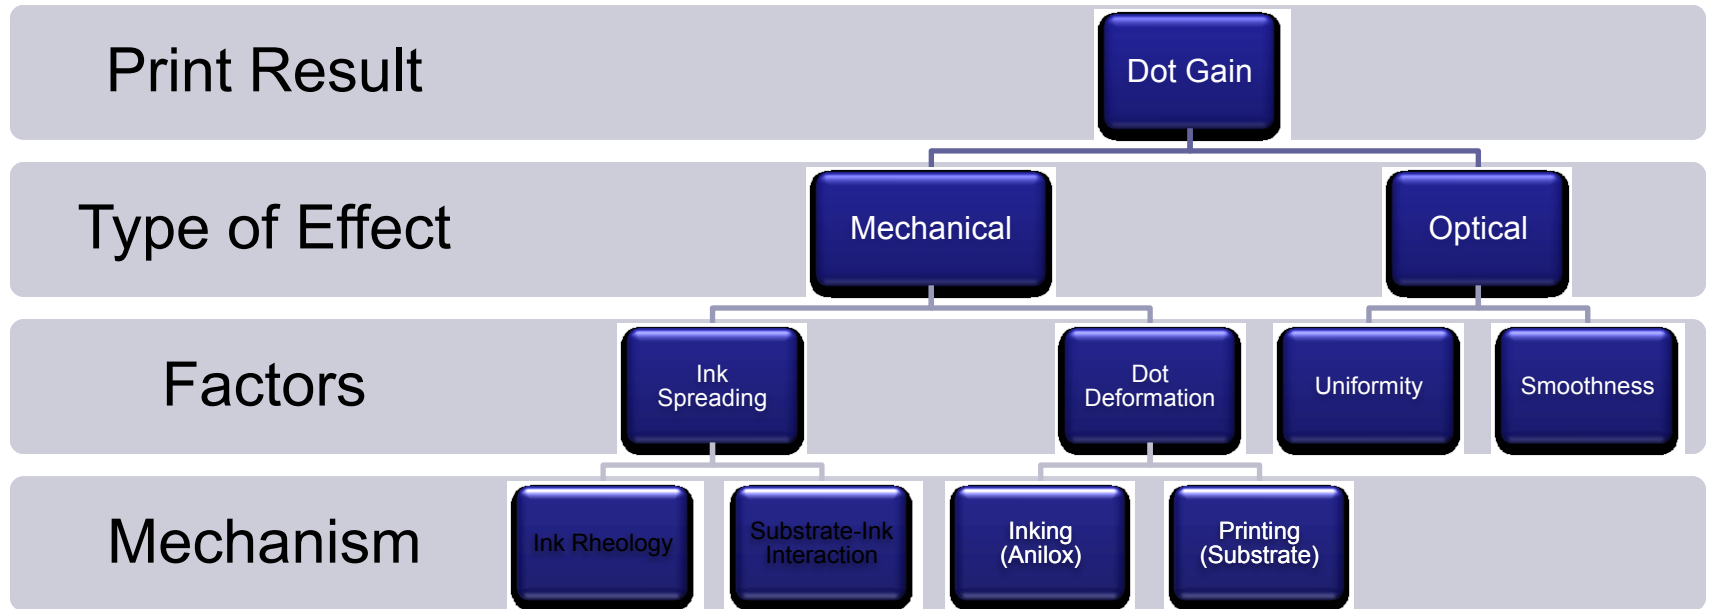 Print Result
Dot Gain
Type of Effect
Mechanical
Optical
Factors
Ink
Spreading
Dot
Deformation
Uniformity
Smoothness
Mechanism
Ink Rheology
Substrate-Ink
Interaction
Inking
(Anilox)
Printing
(Substrate)